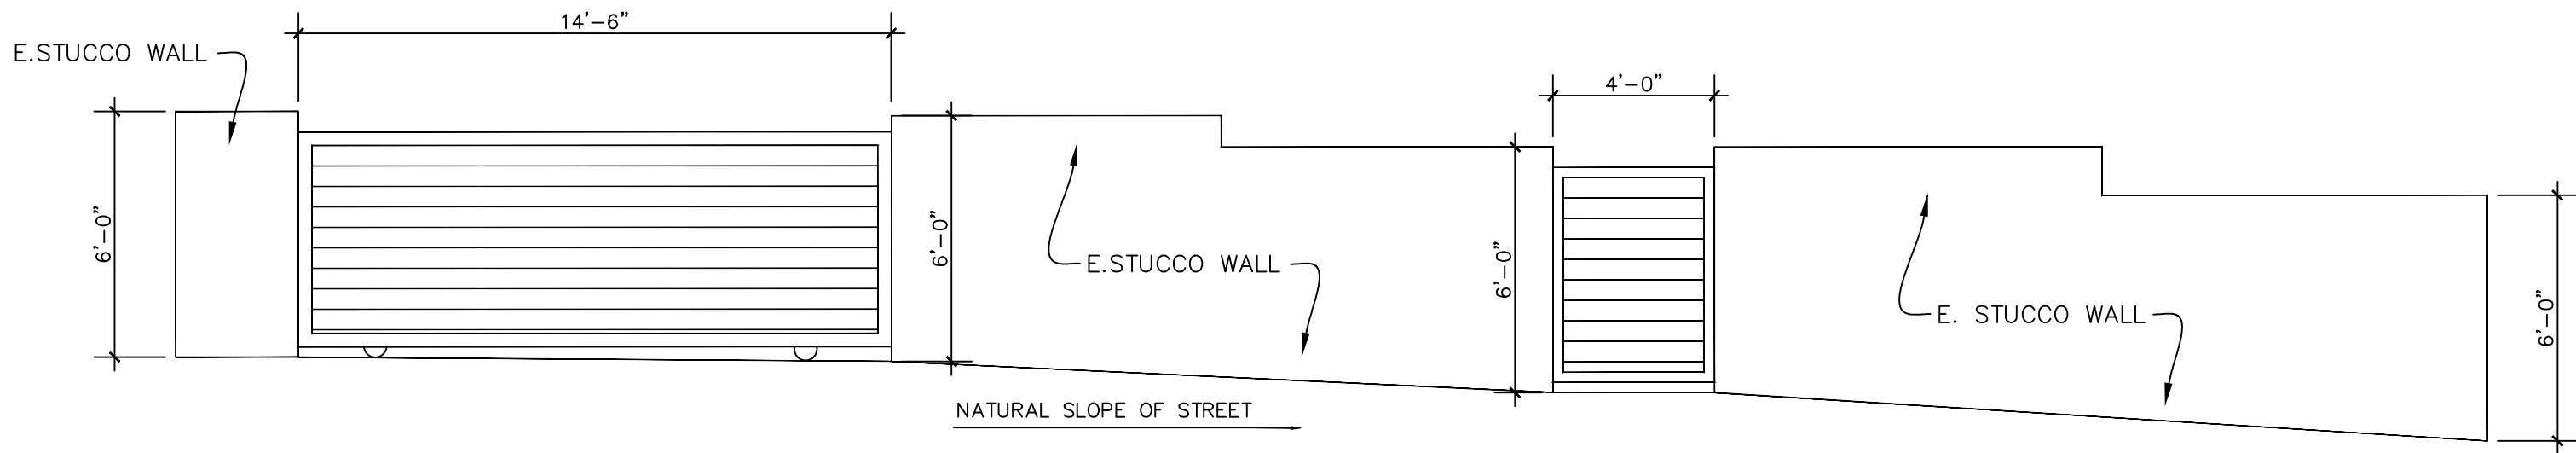 14'-6"
E.STUCCO WALL
4'-0"
6'-0"
6'-0"
E.STUCCO WALL
6'-0"
E. STUCCO WALL
6'-0"
NATURAL SLOPE OF STREET